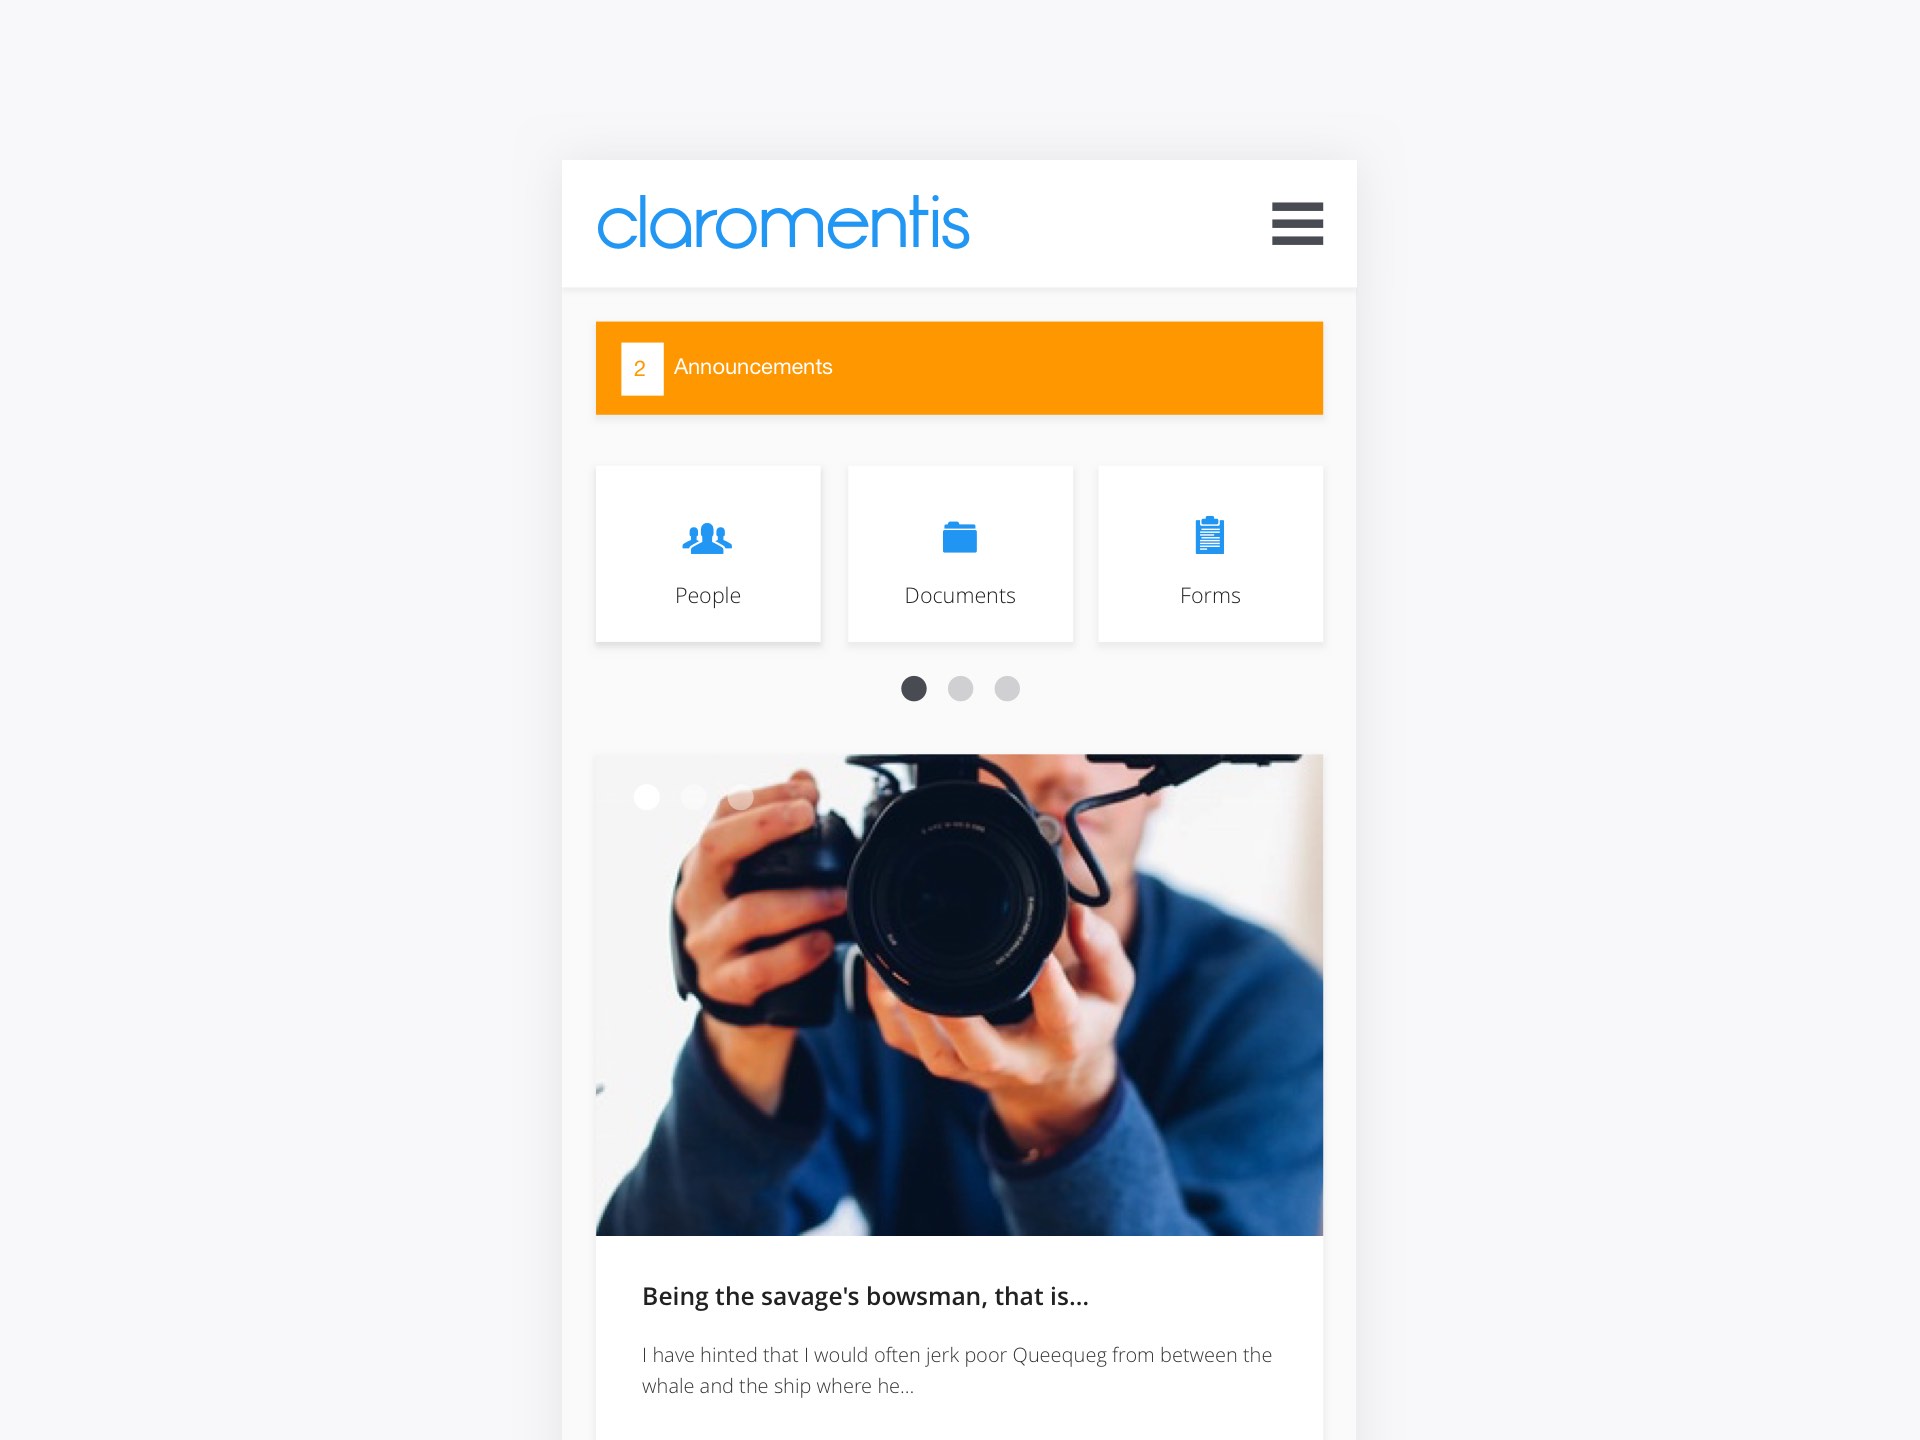 claromentis
2 Announcements
People Documents Forms
Being the savage's bowsman, that is...
I have hinted that I would often jerk poor Queequeg from between the
whale and the ship where he...